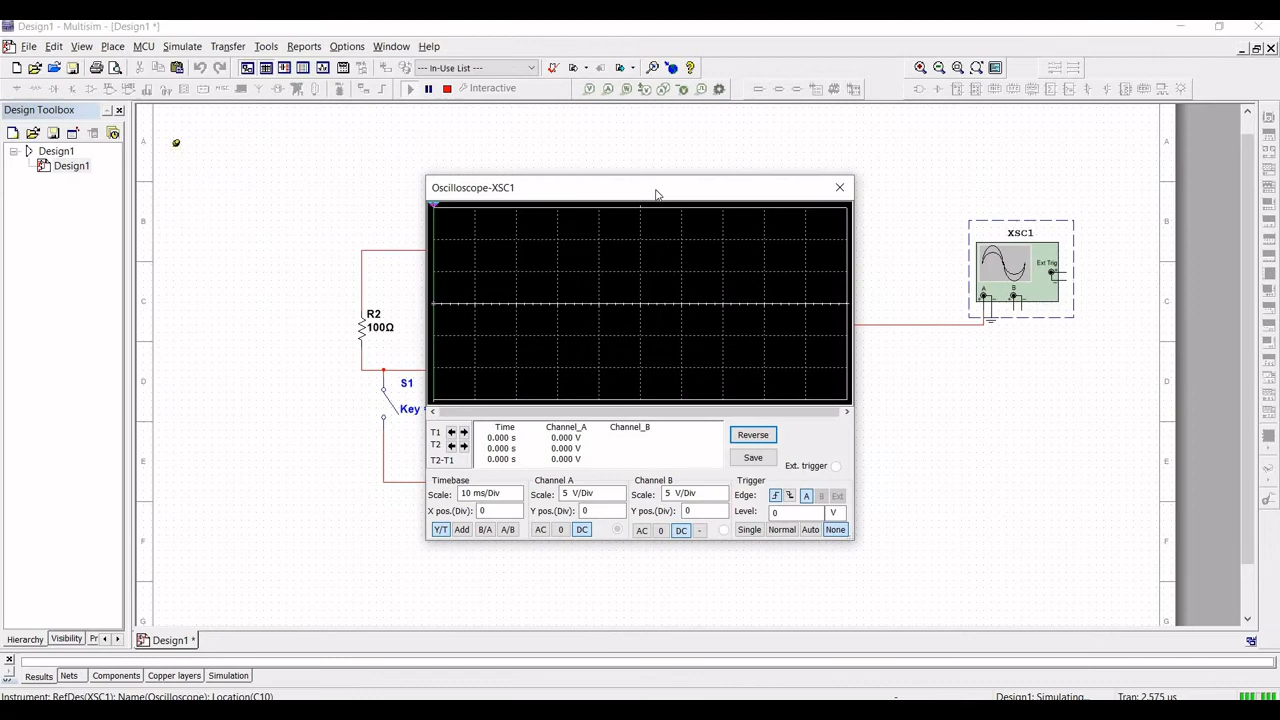 Design1 - Multisim - [Design1 *]
File Edit View Place MCU Simulate Transfer Tools Reports Options Window Help
--- In-Use List ---
Interactive
Design Toolbox
Design1
Design1
A
B
C
D
E
F
G
A
B
C
D
E
F
G
R2
100Ω
S1
Key =
XSC1
Ext Trig
A B
Oscilloscope-XSC1
Time Channel_A Channel_B
T1 0.000 s 0.000 V
T2 0.000 s 0.000 V
T2-T1 0.000 s 0.000 V
Reverse
Save
Ext. trigger
Timebase
Scale: 10 ms/Div
X pos.(Div): 0
Y/T Add B/A A/B
Channel A
Scale: 5 V/Div
Y pos.(Div): 0
AC 0 DC
Channel B
Scale: 5 V/Div
Y pos.(Div): 0
AC 0 DC -
Trigger
Edge: A B Ext
Level: 0 V
Single Normal Auto None
Hierarchy Visibility Pr
Design1 *
Results Nets Components Copper layers Simulation
Instrument: RefDes(XSC1): Name(Oscilloscope): Location(C10)
- Design1: Simulating... Tran: 2.575 us